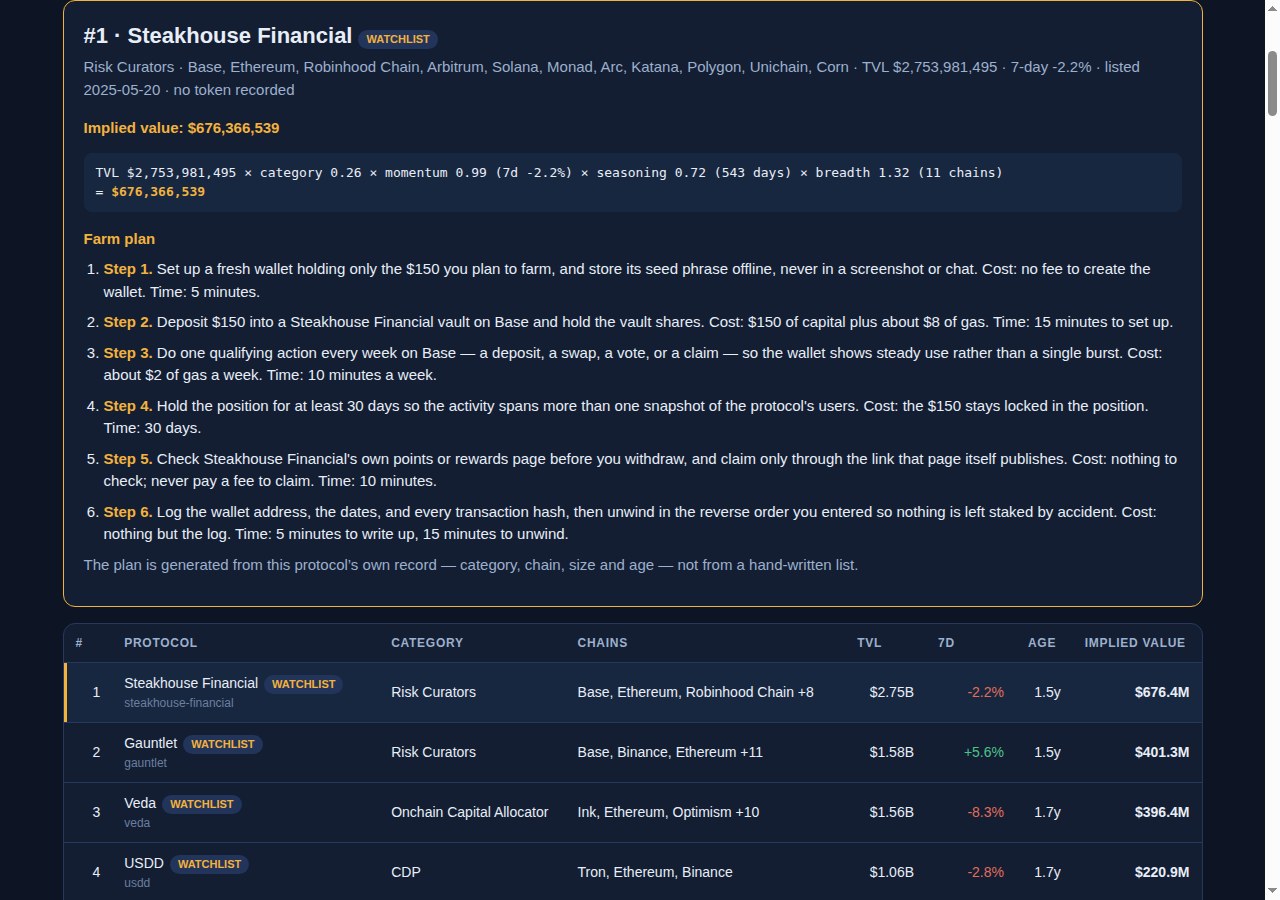 #1 · Steakhouse Financial WATCHLIST
Risk Curators · Base, Ethereum, Robinhood Chain, Arbitrum, Solana, Monad, Arc, Katana, Polygon, Unichain, Corn · TVL $2,753,981,495 · 7-day -2.2% · listed
2025-05-20 · no token recorded
Implied value: $676,366,539
TVL $2,753,981,495 × category 0.26 × momentum 0.99 (7d -2.2%) × seasoning 0.72 (543 days) × breadth 1.32 (11 chains)
= $676,366,539
Farm plan
1. Step 1. Set up a fresh wallet holding only the $150 you plan to farm, and store its seed phrase offline, never in a screenshot or chat. Cost: no fee to create the
wallet. Time: 5 minutes.
2. Step 2. Deposit $150 into a Steakhouse Financial vault on Base and hold the vault shares. Cost: $150 of capital plus about $8 of gas. Time: 15 minutes to set up.
3. Step 3. Do one qualifying action every week on Base — a deposit, a swap, a vote, or a claim — so the wallet shows steady use rather than a single burst. Cost:
about $2 of gas a week. Time: 10 minutes a week.
4. Step 4. Hold the position for at least 30 days so the activity spans more than one snapshot of the protocol's users. Cost: the $150 stays locked in the position.
Time: 30 days.
5. Step 5. Check Steakhouse Financial's own points or rewards page before you withdraw, and claim only through the link that page itself publishes. Cost: nothing to
check; never pay a fee to claim. Time: 10 minutes.
6. Step 6. Log the wallet address, the dates, and every transaction hash, then unwind in the reverse order you entered so nothing is left staked by accident. Cost:
nothing but the log. Time: 5 minutes to write up, 15 minutes to unwind.
The plan is generated from this protocol's own record — category, chain, size and age — not from a hand-written list.
# PROTOCOL CATEGORY CHAINS TVL 7D AGE IMPLIED VALUE
1 Steakhouse Financial WATCHLIST Risk Curators Base, Ethereum, Robinhood Chain +8 $2.75B -2.2% 1.5y $676.4M
steakhouse-financial
2 Gauntlet WATCHLIST Risk Curators Base, Binance, Ethereum +11 $1.58B +5.6% 1.5y $401.3M
gauntlet
3 Veda WATCHLIST Onchain Capital Allocator Ink, Ethereum, Optimism +10 $1.56B -8.3% 1.7y $396.4M
veda
4 USDD WATCHLIST CDP Tron, Ethereum, Binance $1.06B -2.8% 1.7y $220.9M
usdd